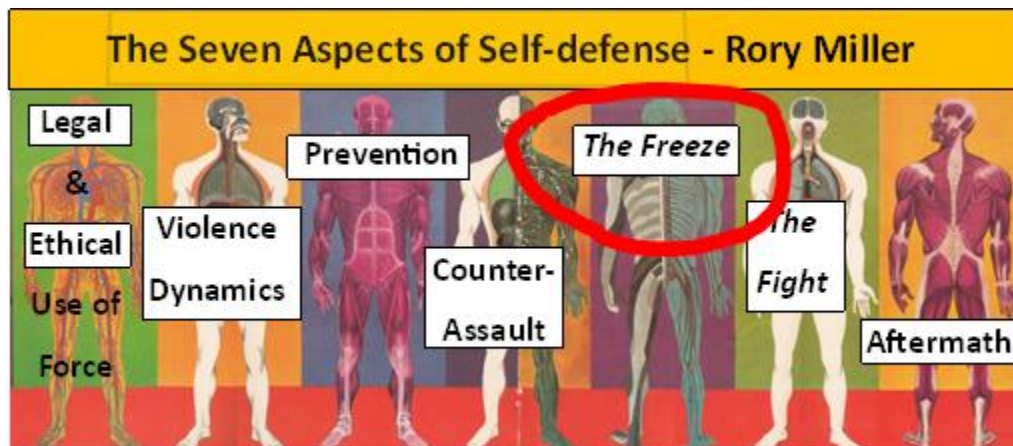 The Seven Aspects of Self-defense - Rory Miller
Legal
&
Ethical
Use of
Force
Violence
Dynamics
Prevention
Counter-
Assault
The Freeze
The
Fight
Aftermath